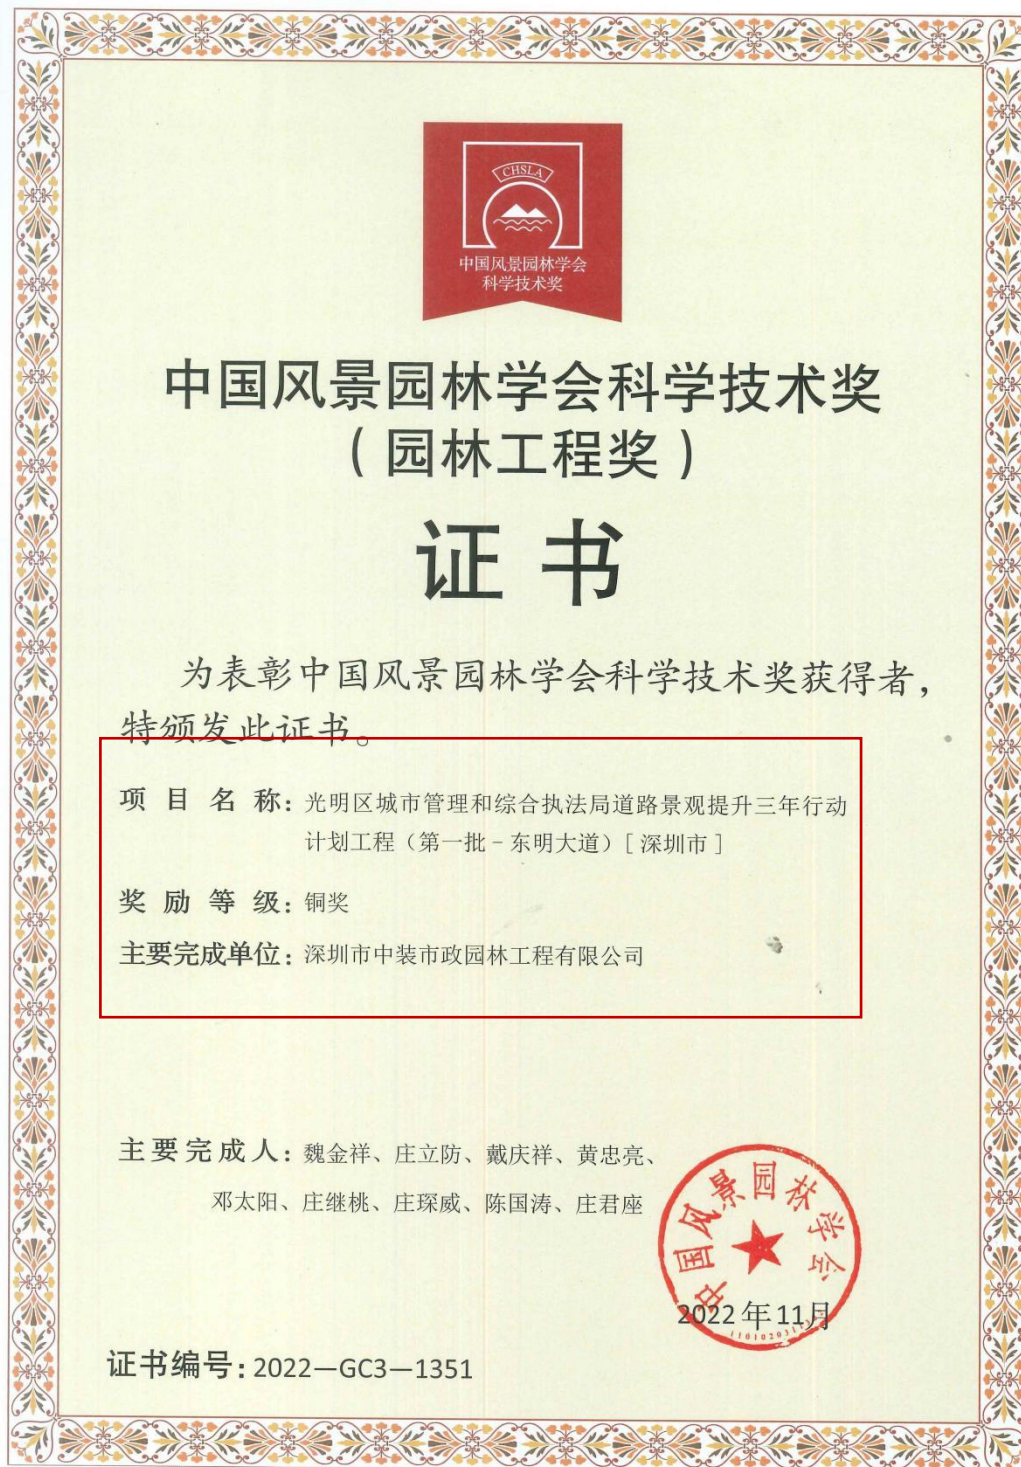 CHSLA
中国风景园林学会
科学技术奖
中国风景园林学会科学技术奖
（园林工程奖）
证书
为表彰中国风景园林学会科学技术奖获得者，
特颁发此证书。
项目名称：光明区城市管理和综合执法局道路景观提升三年行动
计划工程（第一批－东明大道）[深圳市]
奖励等级：铜奖
主要完成单位：深圳市中装市政园林工程有限公司
主要完成人：魏金祥、庄立防、戴庆祥、黄忠亮、
邓太阳、庄继桃、庄琛威、陈国涛、庄君座
中国风景园林学会
2022年11月
证书编号：2022—GC3—1351